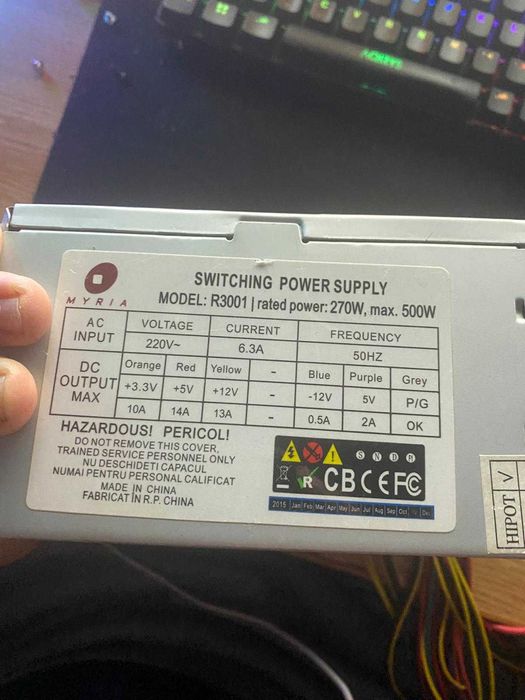 MYRIA
SWITCHING POWER SUPPLY
MODEL: R3001 | rated power: 270W, max. 500W
AC INPUT VOLTAGE CURRENT FREQUENCY
220V~ 6.3A 50HZ
DC OUTPUT MAX Orange Red Yellow - Blue Purple Grey
+3.3V +5V +12V - -12V 5V P/G
10A 14A 13A - 0.5A 2A OK
HAZARDOUS! PERICOL!
DO NOT REMOVE THIS COVER,
TRAINED SERVICE PERSONNEL ONLY
NU DESCHIDETI CAPACUL
NUMAI PENTRU PERSONAL CALIFICAT
MADE IN CHINA
FABRICAT ÎN R.P. CHINA
S N D R
R CB CE FC
2015 Jan Feb Mar Apr May Jun Jul Aug Sep Oct Dec
HIPOT √